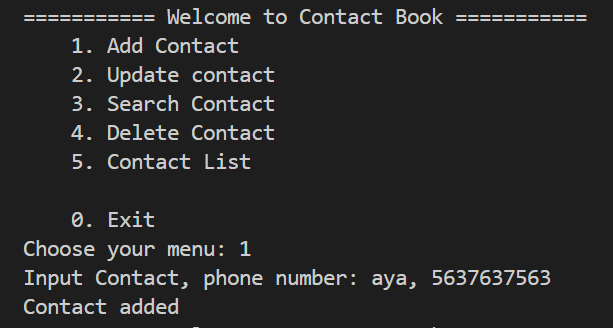 =========== Welcome to Contact Book ===========
1. Add Contact
2. Update contact
3. Search Contact
4. Delete Contact
5. Contact List
0. Exit
Choose your menu: 1
Input Contact, phone number: aya, 5637637563
Contact added